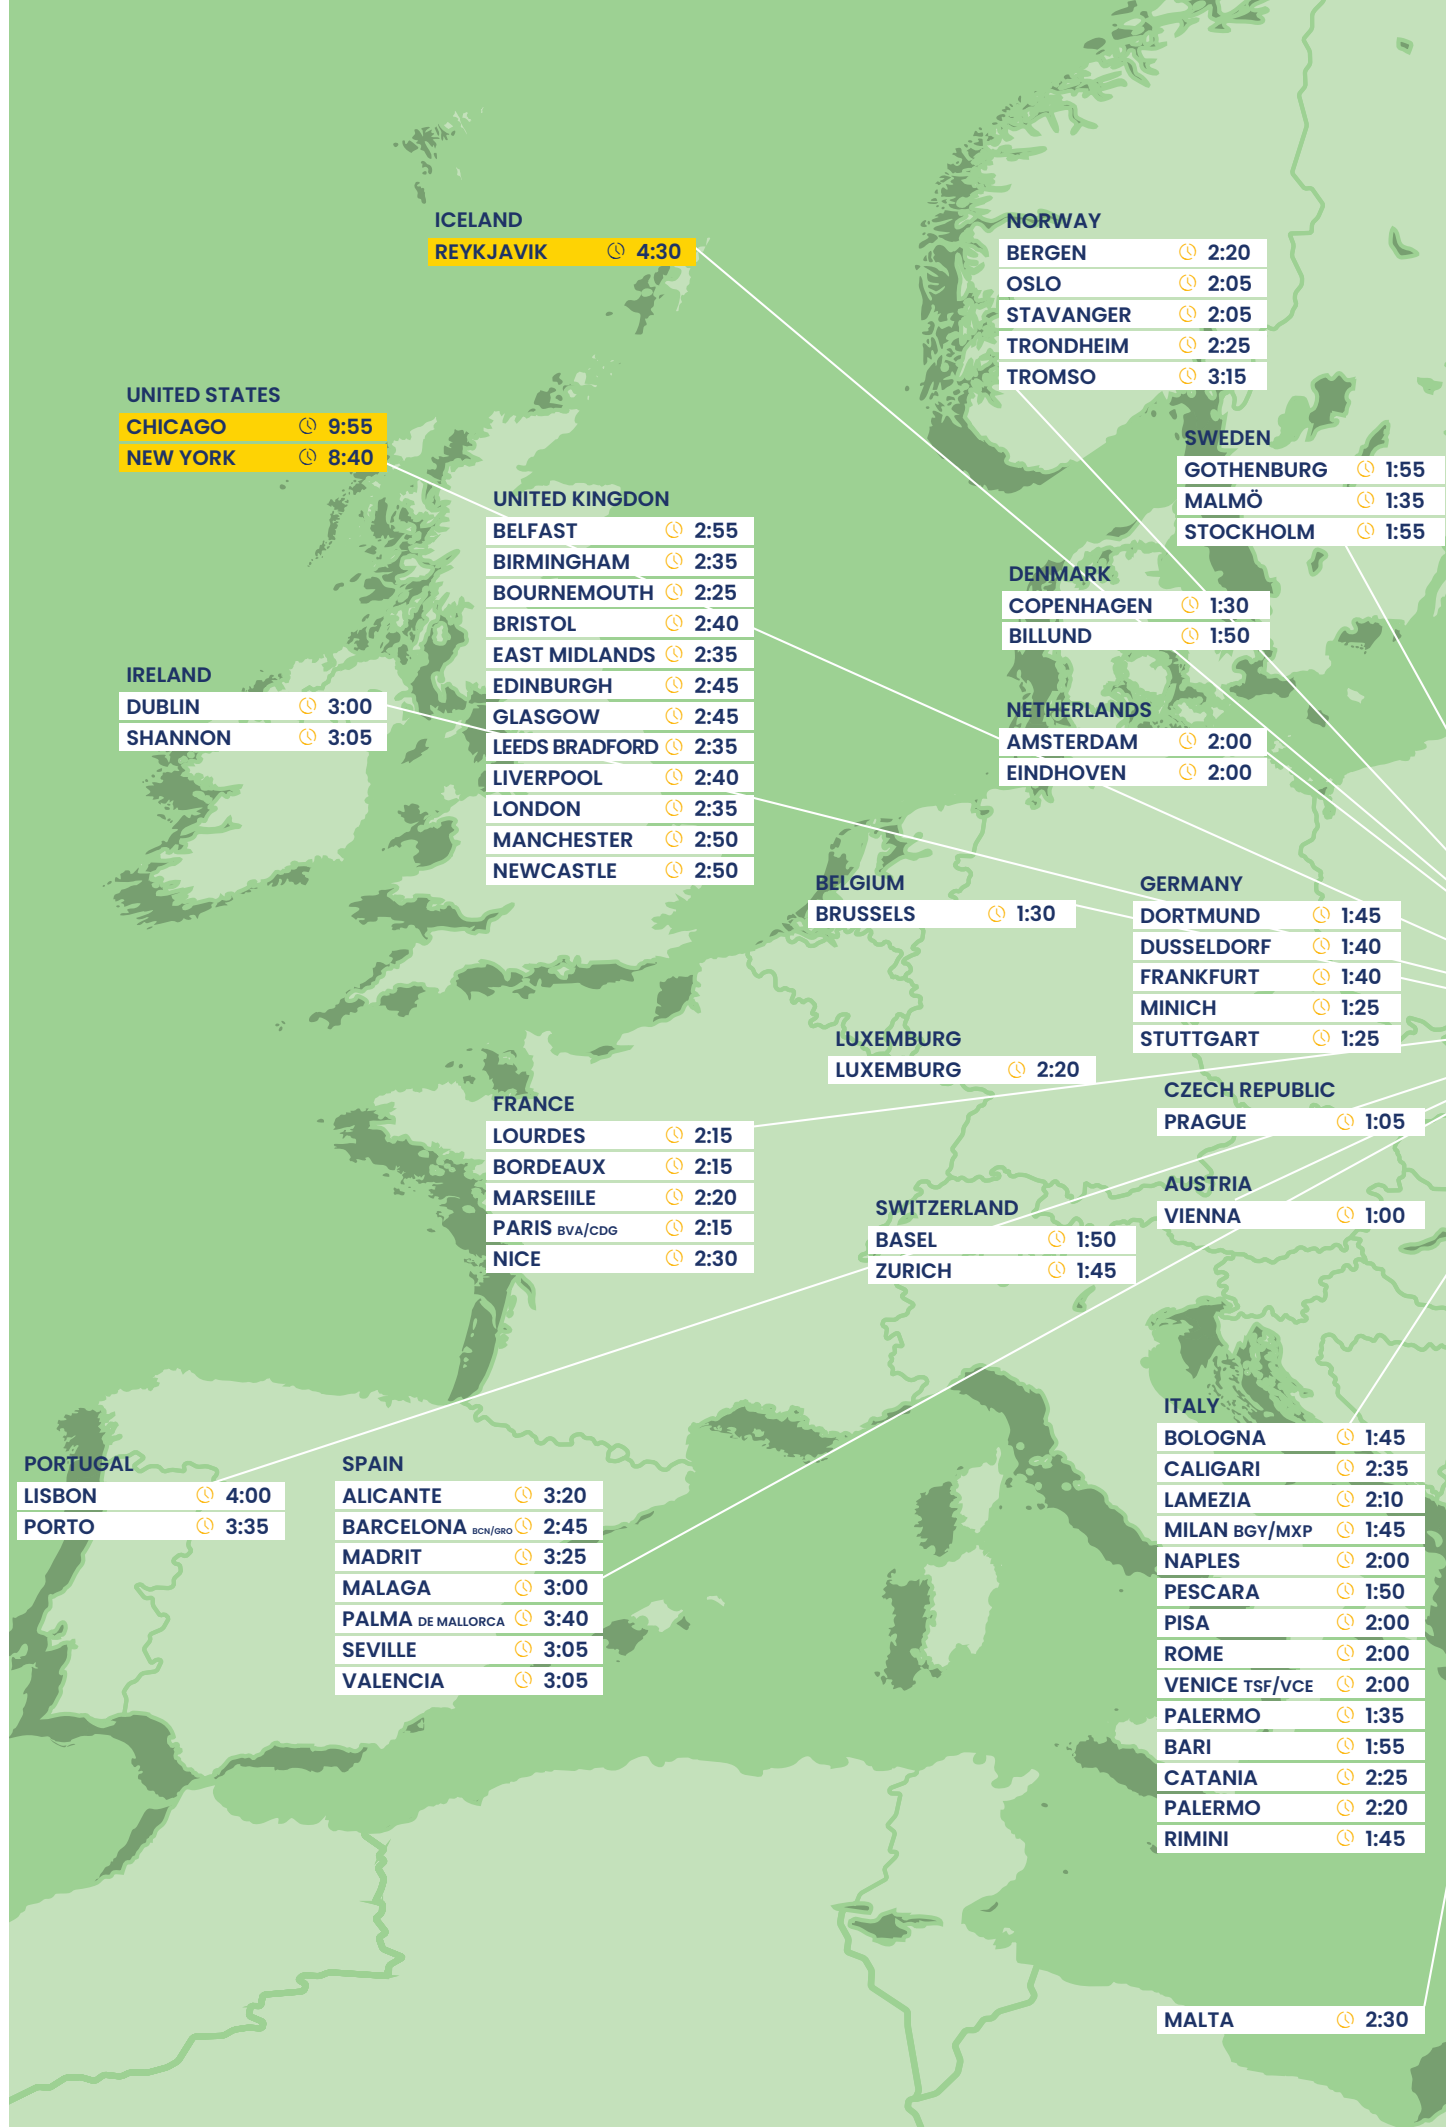 ICELAND
REYKJAVIK 4:30
NORWAY
BERGEN 2:20
OSLO 2:05
STAVANGER 2:05
TRONDHEIM 2:25
TROMSO 3:15
UNITED STATES
CHICAGO 9:55
NEW YORK 8:40
SWEDEN
GOTHENBURG 1:55
MALMÖ 1:35
STOCKHOLM 1:55
UNITED KINGDON
BELFAST 2:55
BIRMINGHAM 2:35
BOURNEMOUTH 2:25
BRISTOL 2:40
EAST MIDLANDS 2:35
EDINBURGH 2:45
GLASGOW 2:45
LEEDS BRADFORD 2:35
LIVERPOOL 2:40
LONDON 2:35
MANCHESTER 2:50
NEWCASTLE 2:50
DENMARK
COPENHAGEN 1:30
BILLUND 1:50
IRELAND
DUBLIN 3:00
SHANNON 3:05
NETHERLANDS
AMSTERDAM 2:00
EINDHOVEN 2:00
BELGIUM
BRUSSELS 1:30
GERMANY
DORTMUND 1:45
DUSSELDORF 1:40
FRANKFURT 1:40
MINICH 1:25
STUTTGART 1:25
LUXEMBURG
LUXEMBURG 2:20
CZECH REPUBLIC
PRAGUE 1:05
FRANCE
LOURDES 2:15
BORDEAUX 2:15
MARSEIILE 2:20
PARIS BVA/CDG 2:15
NICE 2:30
AUSTRIA
VIENNA 1:00
SWITZERLAND
BASEL 1:50
ZURICH 1:45
ITALY
BOLOGNA 1:45
CALIGARI 2:35
LAMEZIA 2:10
MILAN BGY/MXP 1:45
NAPLES 2:00
PESCARA 1:50
PISA 2:00
ROME 2:00
VENICE TSF/VCE 2:00
PALERMO 1:35
BARI 1:55
CATANIA 2:25
PALERMO 2:20
RIMINI 1:45
PORTUGAL
LISBON 4:00
PORTO 3:35
SPAIN
ALICANTE 3:20
BARCELONA BCN/GRO 2:45
MADRIT 3:25
MALAGA 3:00
PALMA DE MALLORCA 3:40
SEVILLE 3:05
VALENCIA 3:05
MALTA 2:30